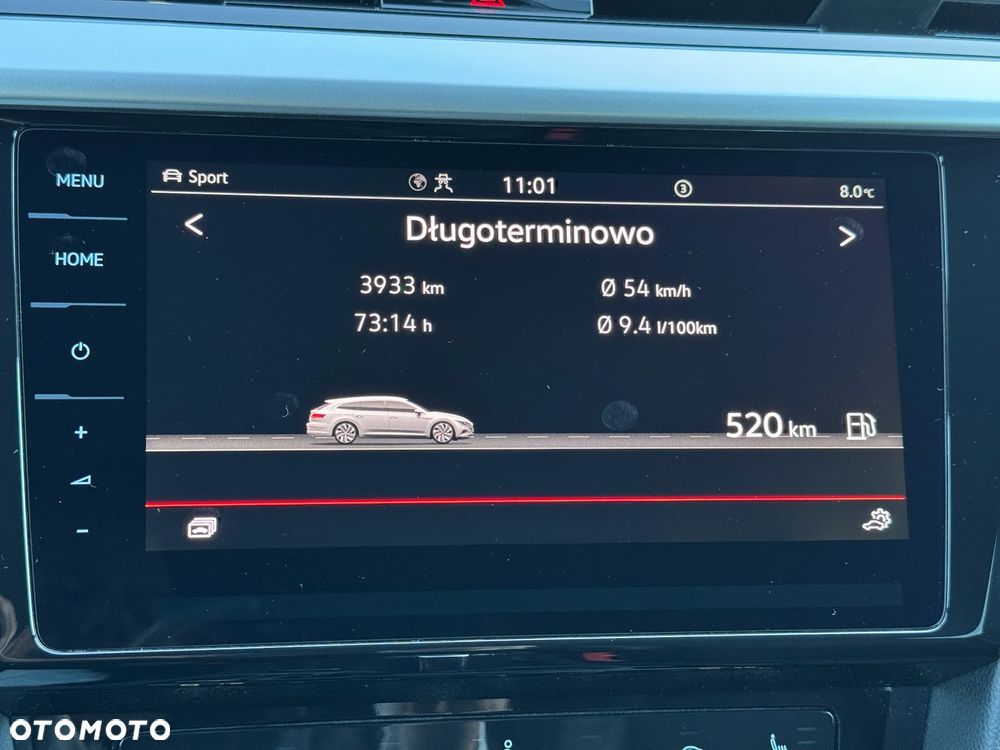 MENU
HOME
+
-
Sport
11:01
3
8.0°C
<
Długoterminowo
>
3933 km
Ø 54 km/h
73:14 h
Ø 9.4 l/100km
520 km
OTOMOTO